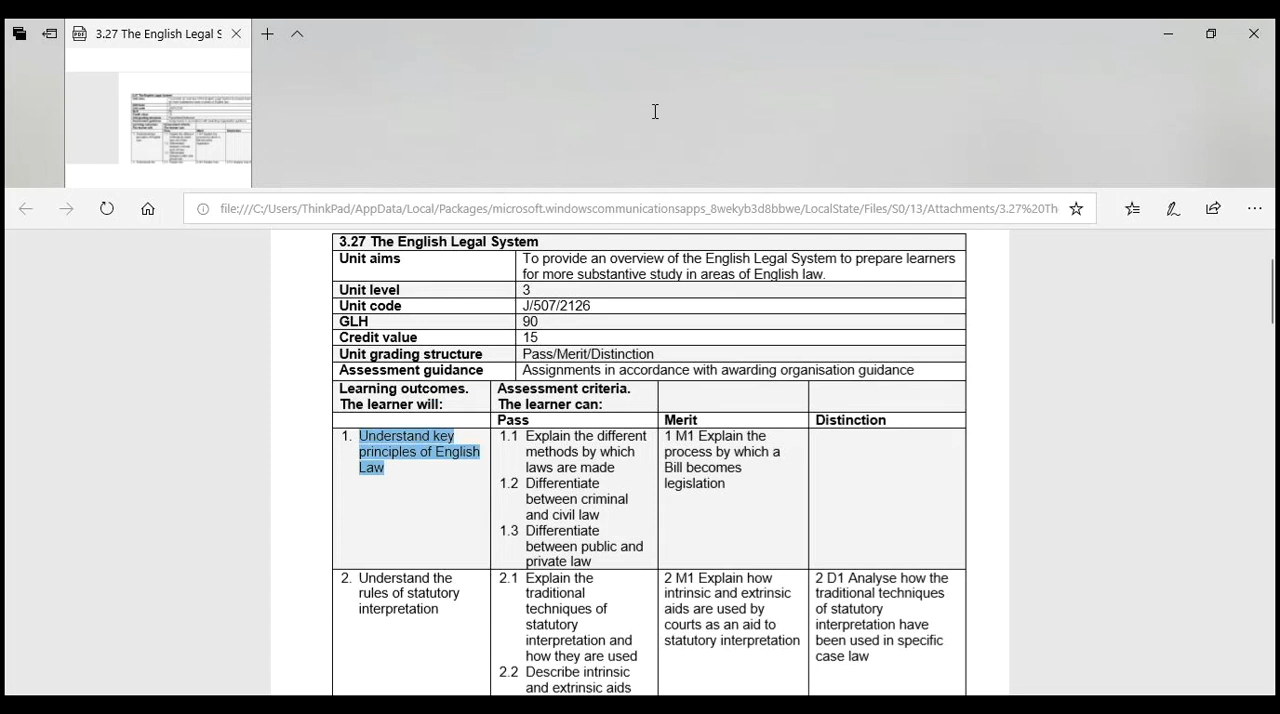 3.27 The English Legal S
file:///C:/Users/ThinkPad/AppData/Local/Packages/microsoft.windowscommunicationsapps_8wekyb3d8bbwe/LocalState/Files/S0/13/Attachments/3.27%20Th
3.27 The English Legal System
Unit aims
To provide an overview of the English Legal System to prepare learners
for more substantive study in areas of English law.
Unit level
3
Unit code
J/507/2126
GLH
90
Credit value
15
Unit grading structure
Pass/Merit/Distinction
Assessment guidance
Assignments in accordance with awarding organisation guidance
Learning outcomes.
The learner will:
Assessment criteria.
The learner can:
Pass
Merit
Distinction
1. Understand key
principles of English
Law
1.1 Explain the different
methods by which
laws are made
1.2 Differentiate
between criminal
and civil law
1.3 Differentiate
between public and
private law
1 M1 Explain the
process by which a
Bill becomes
legislation
2. Understand the
rules of statutory
interpretation
2.1 Explain the
traditional
techniques of
statutory
interpretation and
how they are used
2.2 Describe intrinsic
and extrinsic aids
2 M1 Explain how
intrinsic and extrinsic
aids are used by
courts as an aid to
statutory interpretation
2 D1 Analyse how the
traditional techniques
of statutory
interpretation have
been used in specific
case law